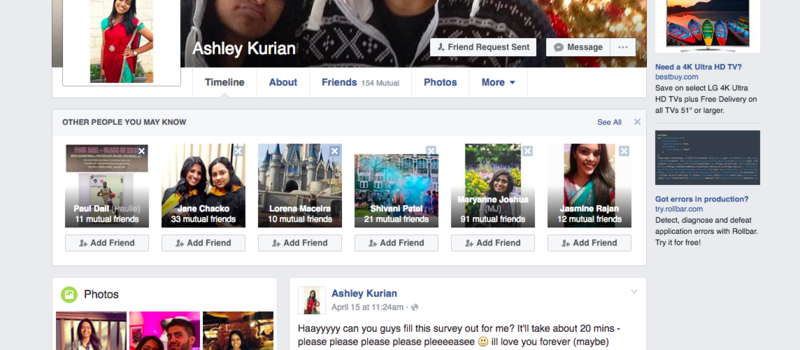 Ashley Kurian
Friend Request Sent
Message
Timeline
About
Friends 154 Mutual
Photos
More
OTHER PEOPLE YOU MAY KNOW
See All
Paul Dail (Paulie)
11 mutual friends
Jane Chacko
33 mutual friends
Lorena Maceira
10 mutual friends
Shivani Patel
21 mutual friends
Maryanne Joshua
(MJ)
91 mutual friends
Jasmine Rajan
12 mutual friends
Add Friend
Add Friend
Add Friend
Add Friend
Add Friend
Add Friend
Photos
Ashley Kurian
April 15 at 11:24am ·
Haayyyyy can you guys fill this survey out for me? It'll take about 20 mins -
please please please please pleeeeasee 😃 ill love you forever (maybe)
Need a 4K Ultra HD TV?
bestbuy.com
Save on select LG 4K Ultra
HD TVs plus Free Delivery on
all TVs 51" or larger.
Got errors in production?
try.rollbar.com
Detect, diagnose and defeat
application errors with Rollbar.
Try it for free!